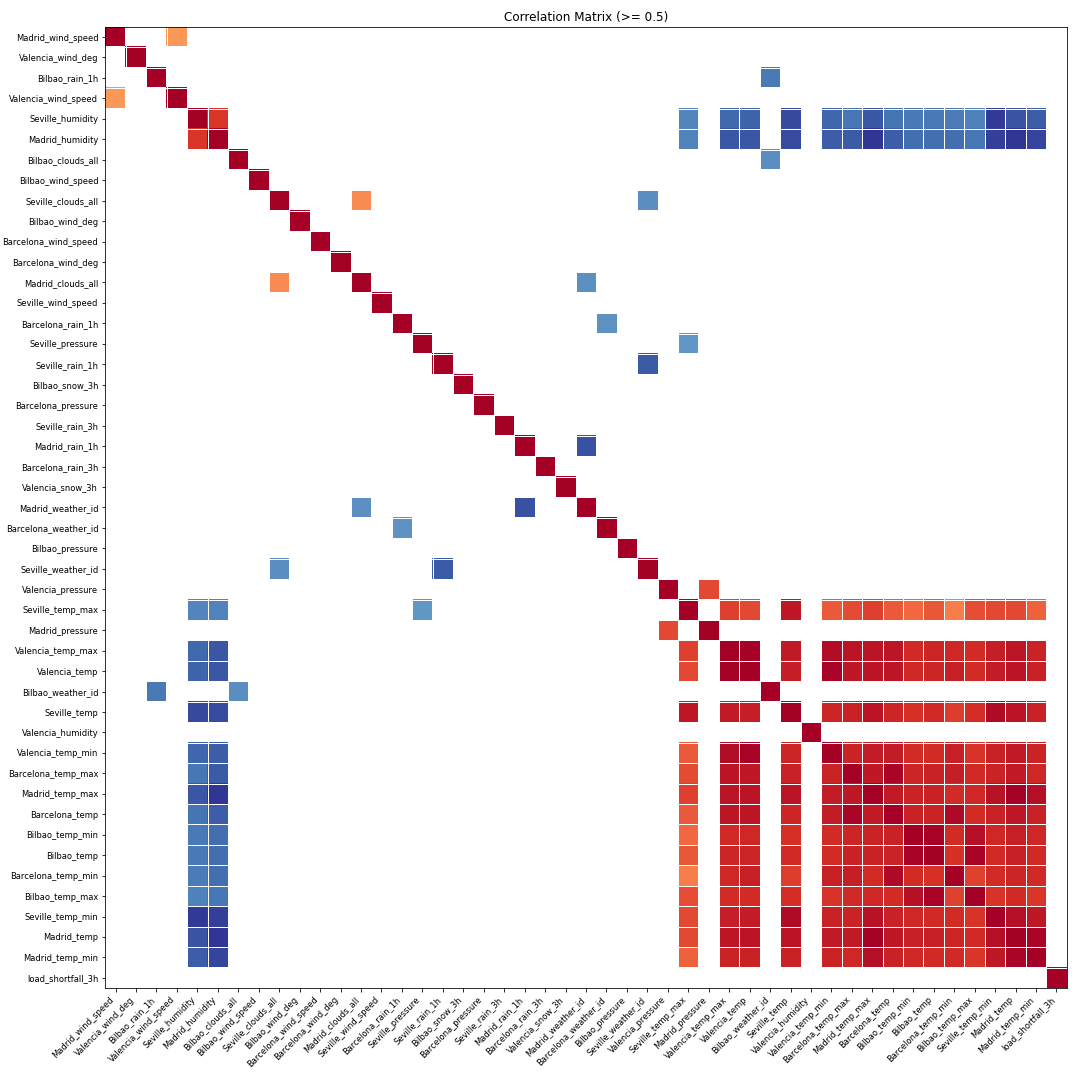 Correlation Matrix (>= 0.5)
Madrid_wind_speed
Valencia_wind_deg
Bilbao_rain_1h
Valencia_wind_speed
Seville_humidity
Madrid_humidity
Bilbao_clouds_all
Bilbao_wind_speed
Seville_clouds_all
Bilbao_wind_deg
Barcelona_wind_speed
Barcelona_wind_deg
Madrid_clouds_all
Seville_wind_speed
Barcelona_rain_1h
Seville_pressure
Seville_rain_1h
Bilbao_snow_3h
Barcelona_pressure
Seville_rain_3h
Madrid_rain_1h
Barcelona_rain_3h
Valencia_snow_3h
Madrid_weather_id
Barcelona_weather_id
Bilbao_pressure
Seville_weather_id
Valencia_pressure
Seville_temp_max
Madrid_pressure
Valencia_temp_max
Valencia_temp
Bilbao_weather_id
Seville_temp
Valencia_humidity
Valencia_temp_min
Barcelona_temp_max
Madrid_temp_max
Barcelona_temp
Bilbao_temp_min
Bilbao_temp
Barcelona_temp_min
Bilbao_temp_max
Seville_temp_min
Madrid_temp
Madrid_temp_min
load_shortfall_3h
Madrid_wind_speed
Valencia_wind_deg
Bilbao_rain_1h
Valencia_wind_speed
Seville_humidity
Madrid_humidity
Bilbao_clouds_all
Bilbao_wind_speed
Seville_clouds_all
Bilbao_wind_deg
Barcelona_wind_speed
Barcelona_wind_deg
Madrid_clouds_all
Seville_wind_speed
Barcelona_rain_1h
Seville_pressure
Seville_rain_1h
Bilbao_snow_3h
Barcelona_pressure
Seville_rain_3h
Madrid_rain_1h
Barcelona_rain_3h
Valencia_snow_3h
Madrid_weather_id
Barcelona_weather_id
Bilbao_pressure
Seville_weather_id
Valencia_pressure
Seville_temp_max
Madrid_pressure
Valencia_temp_max
Valencia_temp
Bilbao_weather_id
Seville_temp
Valencia_humidity
Valencia_temp_min
Barcelona_temp_max
Madrid_temp_max
Barcelona_temp
Bilbao_temp_min
Bilbao_temp
Barcelona_temp_min
Bilbao_temp_max
Seville_temp_min
Madrid_temp
Madrid_temp_min
load_shortfall_3h